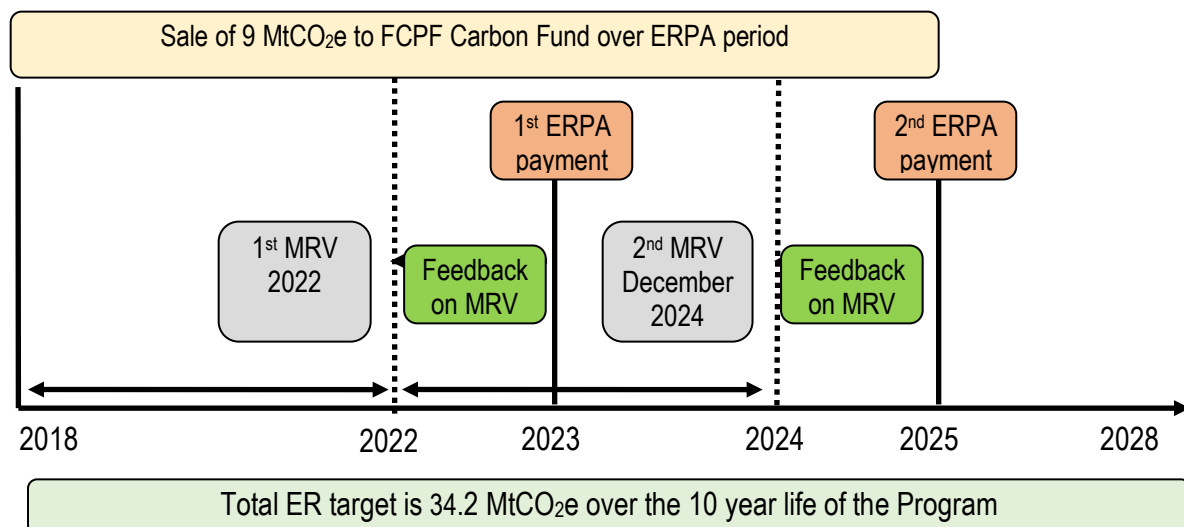 Sale of 9 MtCO₂e to FCPF Carbon Fund over ERPA period
1st ERPA
payment
2nd ERPA
payment
1st MRV
2022
Feedback
on MRV
2nd MRV
December
2024
Feedback
on MRV
2018
2022
2023
2024
2025
2028
Total ER target is 34.2 MtCO₂e over the 10 year life of the Program